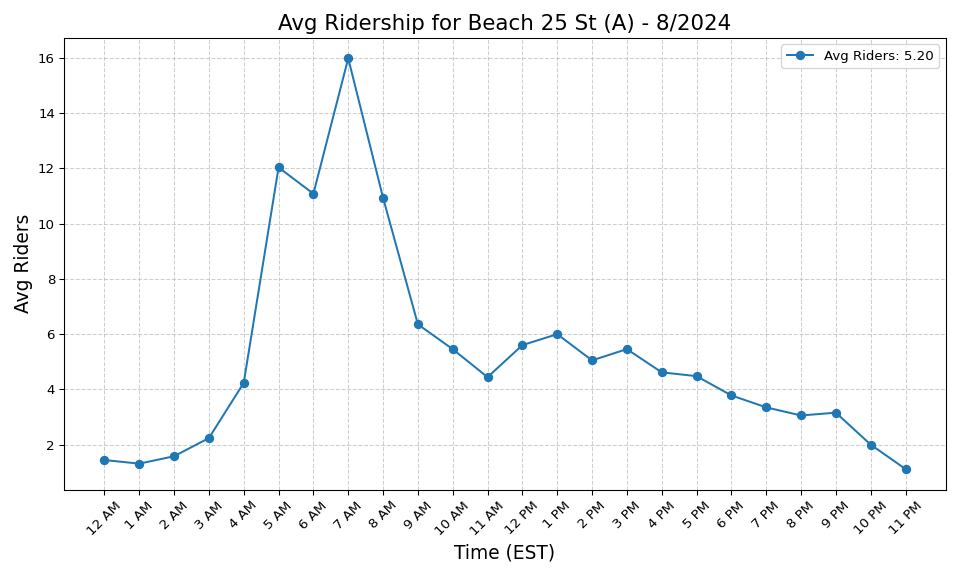 Avg Ridership for Beach 25 St (A) - 8/2024
Avg Riders: 5.20
16
14
12
10
8
6
4
2
Avg Riders
12 AM
1 AM
2 AM
3 AM
4 AM
5 AM
6 AM
7 AM
8 AM
9 AM
10 AM
11 AM
12 PM
1 PM
2 PM
3 PM
4 PM
5 PM
6 PM
7 PM
8 PM
9 PM
10 PM
11 PM
Time (EST)